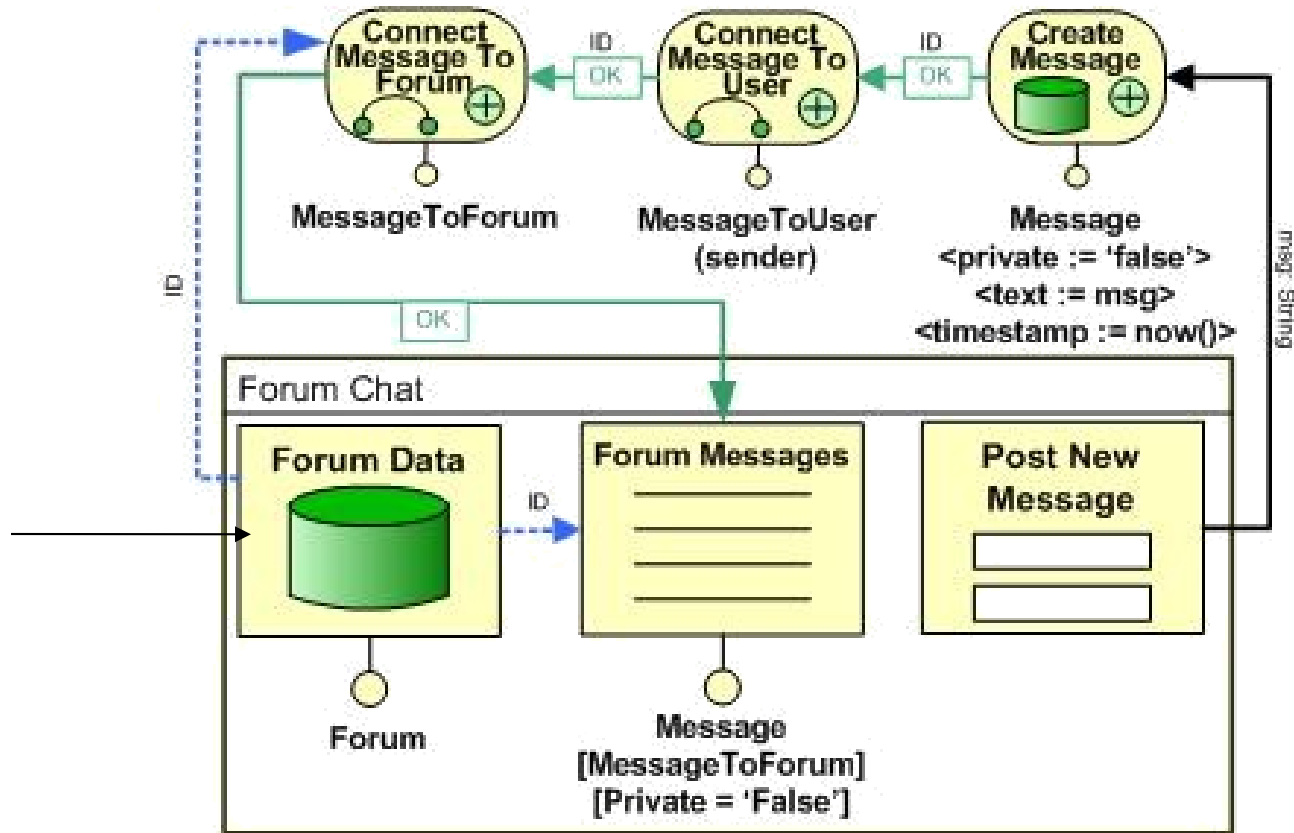 Connect
Message To
Forum
ID
OK
Connect
Message To
User
ID
OK
Create
Message
MessageToForum
MessageToUser
(sender)
Message
<private := ‘false’>
<text := msg>
<timestamp := now()>
msg: String
ID
OK
Forum Chat
Forum Data
ID
Forum Messages
Post New
Message
Forum
Message
[MessageToForum]
[Private = ‘False’]